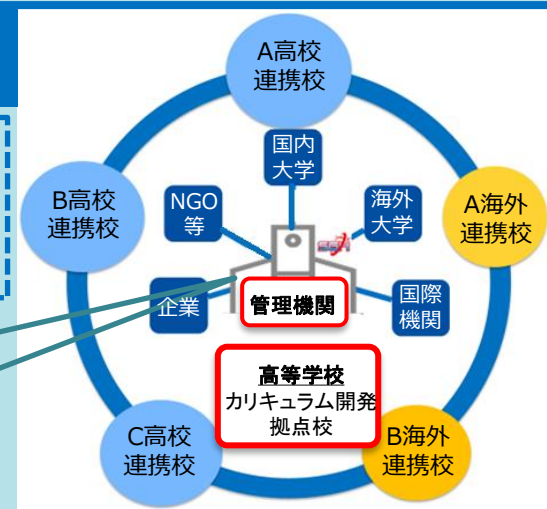 A高校
連携校
国内
大学
NGO
等
海外
大学
B高校
連携校
A海外
連携校
企業
管理機関
国際
機関
高等学校
カリキュラム開発
拠点校
C高校
連携校
B海外
連携校